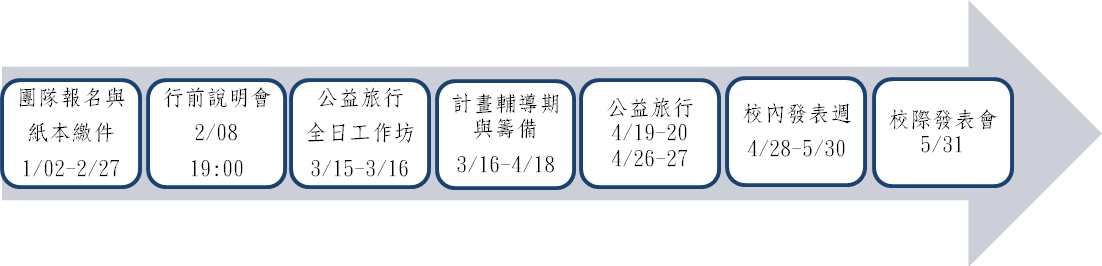 團隊報名與
紙本繳件
1/02-2/27
行前說明會
2/08
19:00
公益旅行
全日工作坊
3/15-3/16
計畫輔導期
與籌備
3/16-4/18
公益旅行
4/19-20
4/26-27
校內發表週
4/28-5/30
校際發表會
5/31